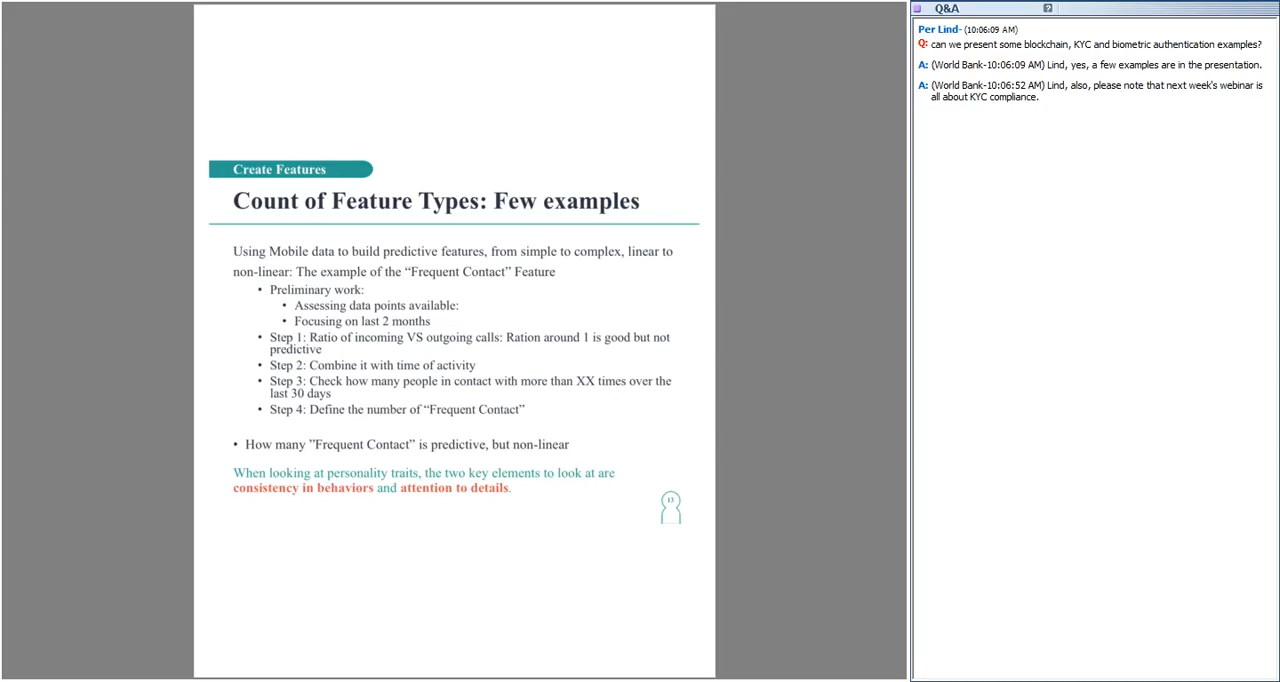 Create Features
Count of Feature Types: Few examples
Using Mobile data to build predictive features, from simple to complex, linear to
non-linear: The example of the “Frequent Contact” Feature
• Preliminary work:
• Assessing data points available:
• Focusing on last 2 months
• Step 1: Ratio of incoming VS outgoing calls: Ration around 1 is good but not
predictive
• Step 2: Combine it with time of activity
• Step 3: Check how many people in contact with more than XX times over the
last 30 days
• Step 4: Define the number of “Frequent Contact”
• How many ”Frequent Contact” is predictive, but non-linear
When looking at personality traits, the two key elements to look at are
consistency in behaviors and attention to details.
13
Q&A
Per Lind- (10:06:09 AM)
Q: can we present some blockchain, KYC and biometric authentication examples?
A: (World Bank-10:06:09 AM) Lind, yes, a few examples are in the presentation.
A: (World Bank-10:06:52 AM) Lind, also, please note that next week's webinar is
all about KYC compliance.